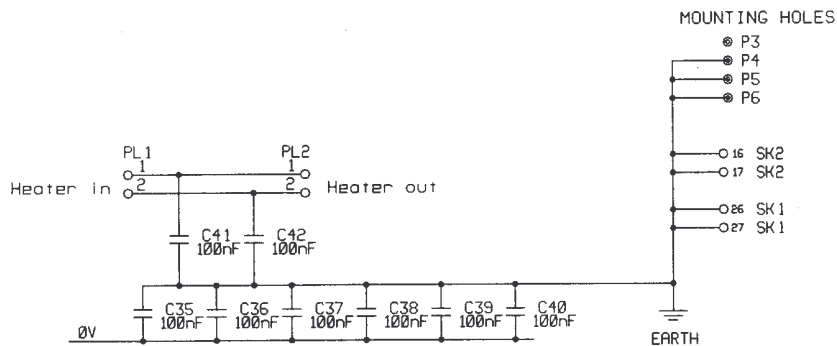 MOUNTING HOLES
P3
P4
P5
P6
PL1
PL2
1
1
16 SK2
2
2
Heater in
Heater out
17 SK2
26 SK1
27 SK1
C41
100nF
C42
100nF
C35
100nF
C36
100nF
C37
100nF
C38
100nF
C39
100nF
C40
100nF
0V
EARTH